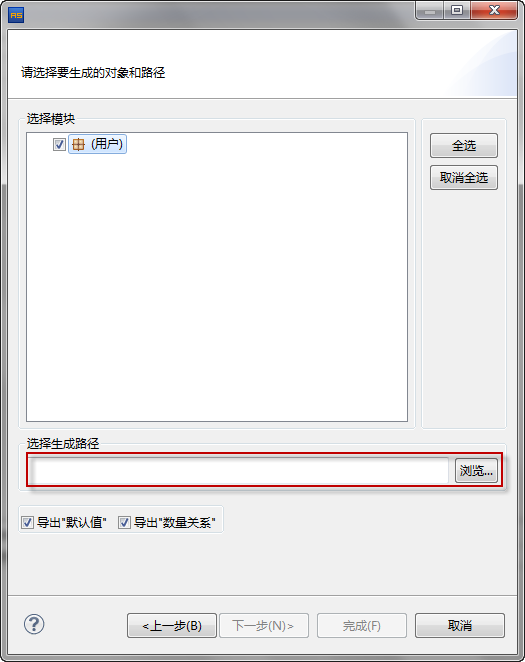 RS
请选择要生成的对象和路径
选择模块
(用户)
全选
取消全选
选择生成路径
浏览...
导出"默认值" 导出"数量关系"
<上一步(B) 下一步(N)> 完成(F) 取消